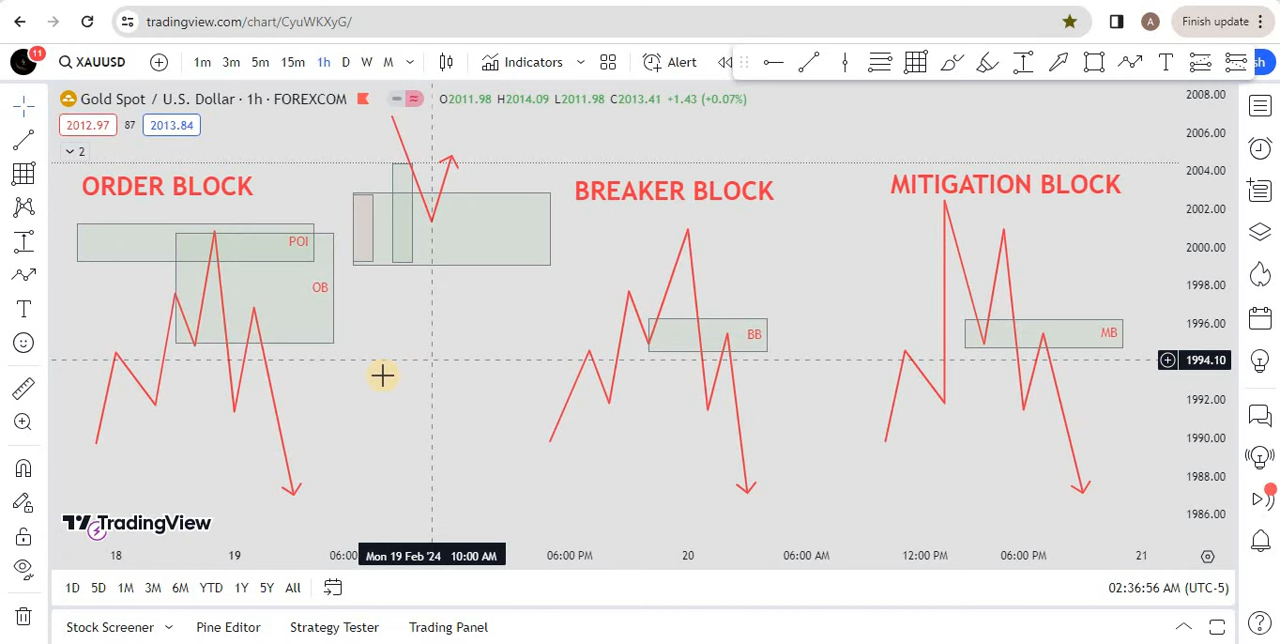 tradingview.com/chart/CyuWKXyG/
A
Finish update
11
XAUUSD
1m 3m 5m 15m 1h D W M
Indicators
Alert
sh
Gold Spot / U.S. Dollar · 1h · FOREXCOM
O2011.98 H2014.09 L2011.98 C2013.41 +1.43 (+0.07%)
2012.97 87 2013.84
2
ORDER BLOCK
BREAKER BLOCK
MITIGATION BLOCK
POI
OB
BB
MB
2008.00
2006.00
2004.00
2002.00
2000.00
1998.00
1996.00
1994.10
1992.00
1990.00
1988.00
1986.00
TradingView
18 19 06:00 Mon 19 Feb '24 10:00 AM 06:00 PM 20 06:00 AM 12:00 PM 06:00 PM 21
1D 5D 1M 3M 6M YTD 1Y 5Y All
02:36:56 AM (UTC-5)
Stock Screener Pine Editor Strategy Tester Trading Panel